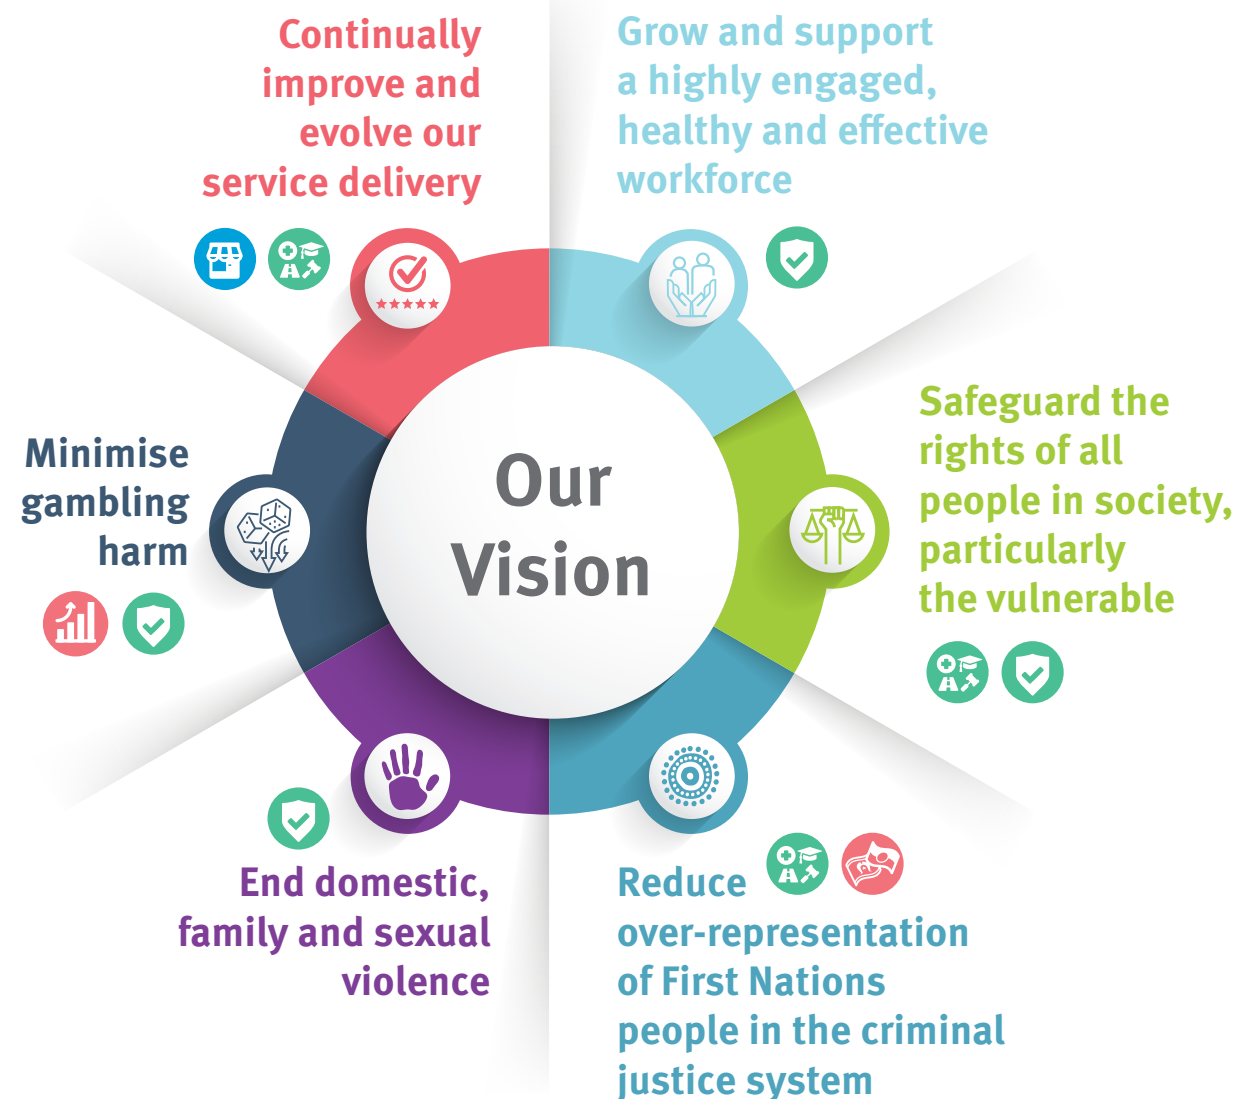 Continually
improve and
evolve our
service delivery
Grow and support
a highly engaged,
healthy and effective
workforce
Safeguard the
rights of all
people in society,
particularly
the vulnerable
Minimise
gambling
harm
Our
Vision
End domestic,
family and sexual
violence
Reduce
over-representation
of First Nations
people in the criminal
justice system